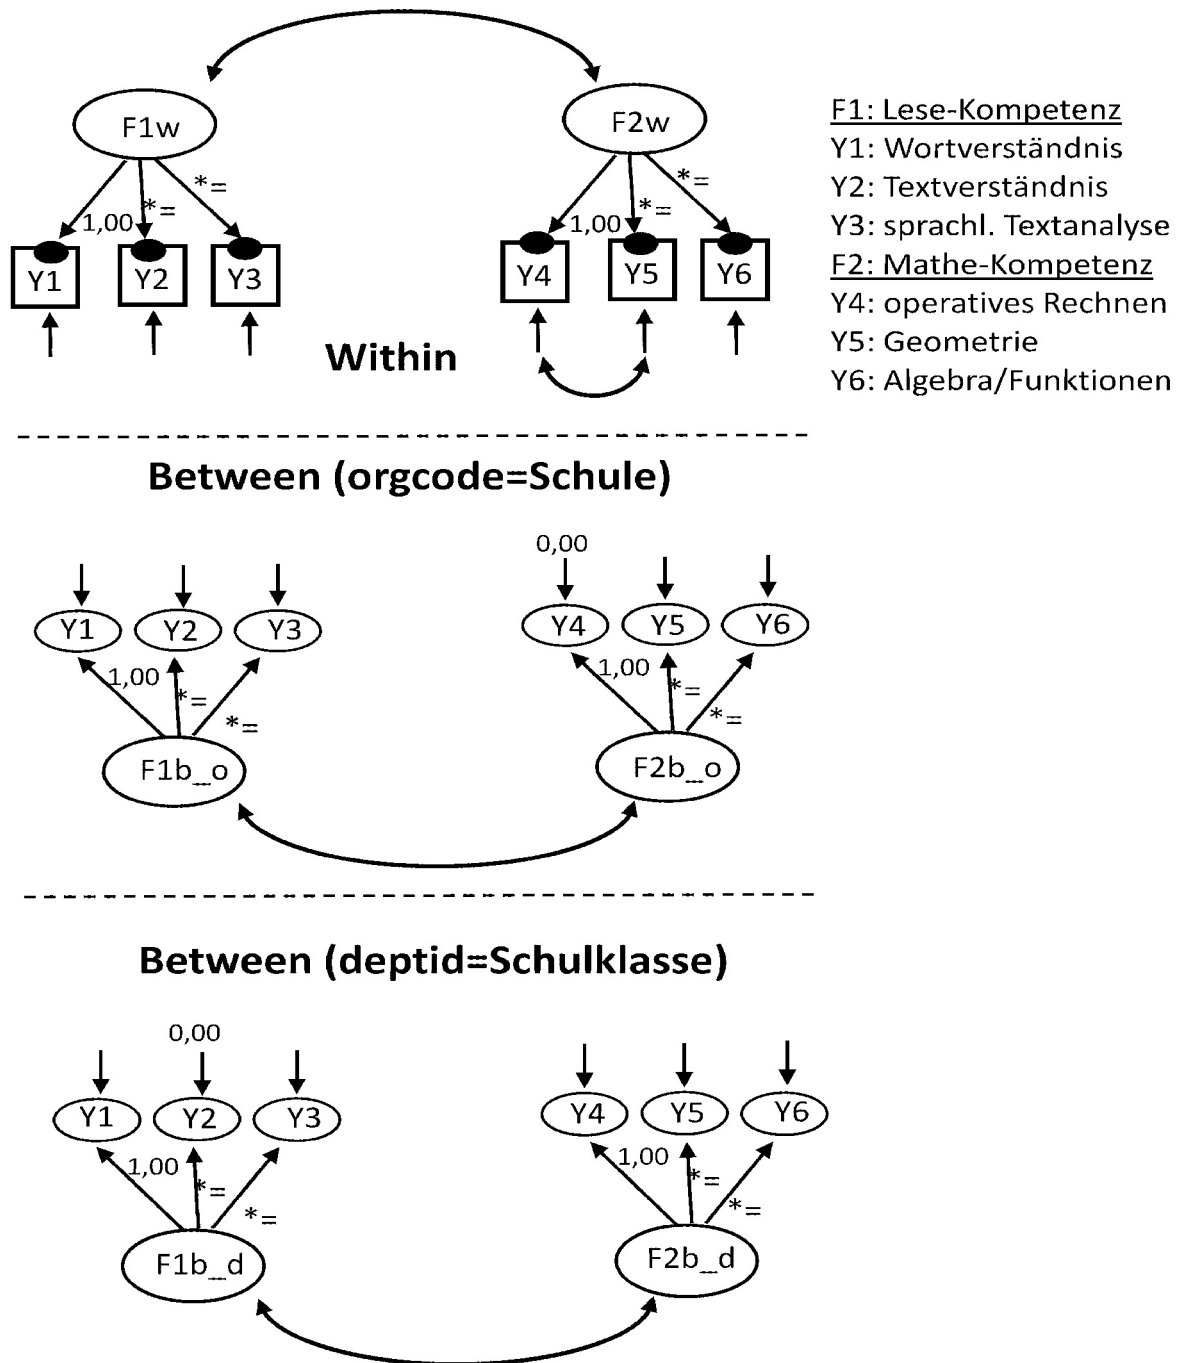 F1w
F2w
*=
*=
1,00
*=
*=
1,00
Y1
Y2
Y3
Y4
Y5
Y6
F1: Lese-Kompetenz
Y1: Wortverständnis
Y2: Textverständnis
Y3: sprachl. Textanalyse
F2: Mathe-Kompetenz
Y4: operatives Rechnen
Y5: Geometrie
Y6: Algebra/Funktionen
Within
Between (orgcode=Schule)
0,00
Y1
Y2
Y3
Y4
Y5
Y6
1,00
*=
*=
1,00
*=
*=
F1b_o
F2b_o
Between (deptid=Schulklasse)
0,00
Y1
Y2
Y3
Y4
Y5
Y6
1,00
*=
*=
1,00
*=
*=
F1b_d
F2b_d